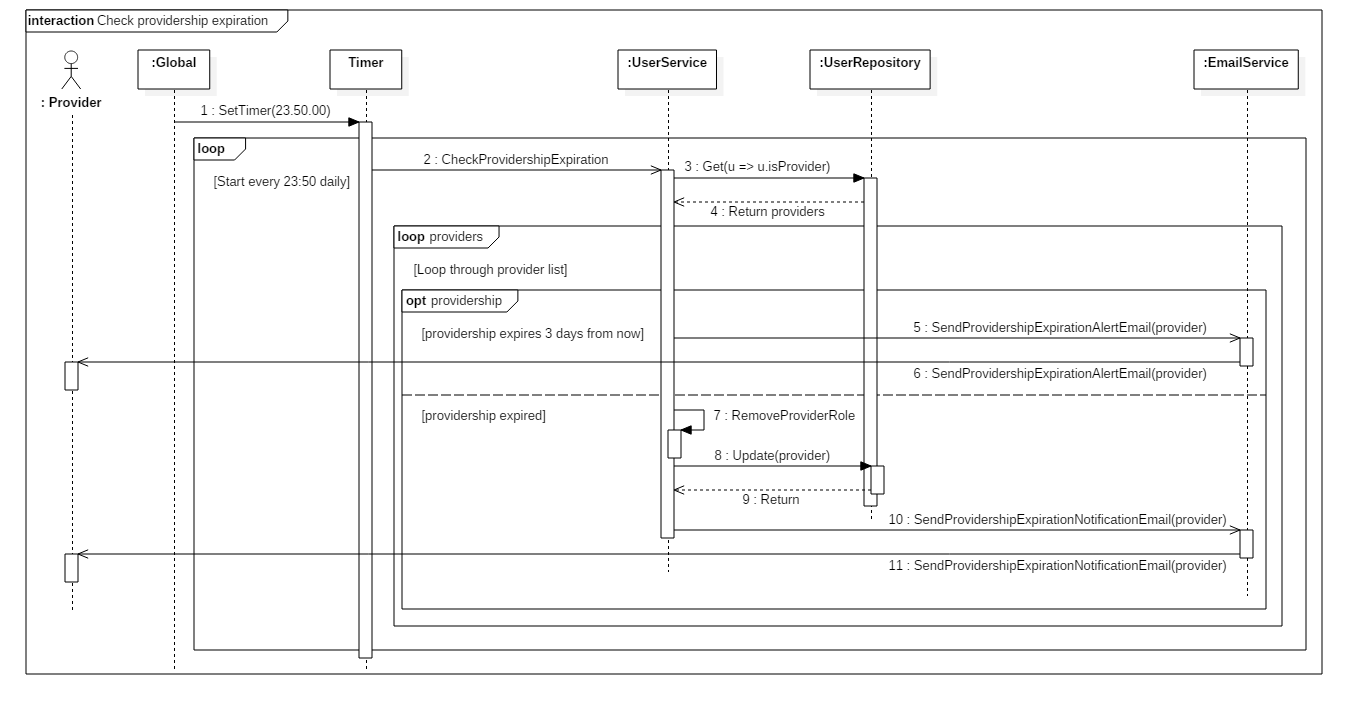 interaction Check providership expiration
: Provider
:Global
Timer
:UserService
:UserRepository
:EmailService
1 : SetTimer(23.50.00)
loop
[Start every 23:50 daily]
2 : CheckProvidershipExpiration
3 : Get(u => u.isProvider)
4 : Return providers
loop providers
[Loop through provider list]
opt providership
[providership expires 3 days from now]
5 : SendProvidershipExpirationAlertEmail(provider)
6 : SendProvidershipExpirationAlertEmail(provider)
[providership expired]
7 : RemoveProviderRole
8 : Update(provider)
9 : Return
10 : SendProvidershipExpirationNotificationEmail(provider)
11 : SendProvidershipExpirationNotificationEmail(provider)